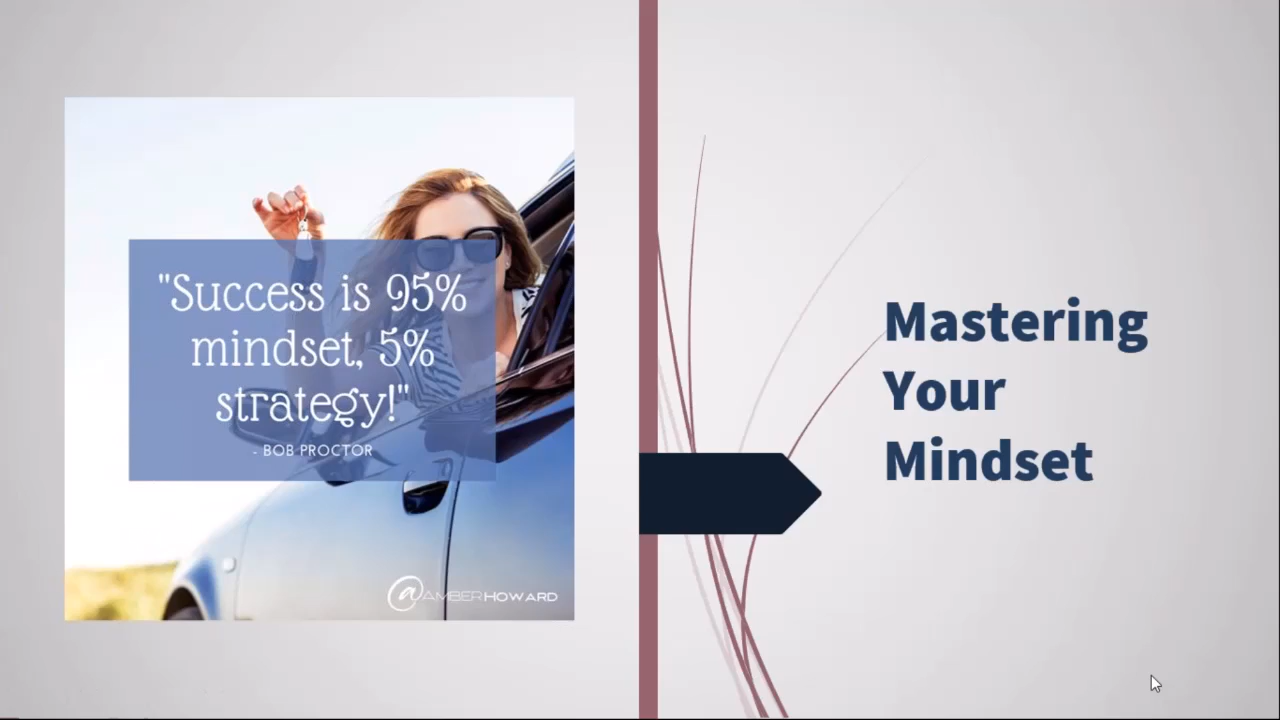 "Success is 95%
mindset, 5%
strategy!"
- BOB PROCTOR
@AMBERHOWARD
Mastering
Your
Mindset